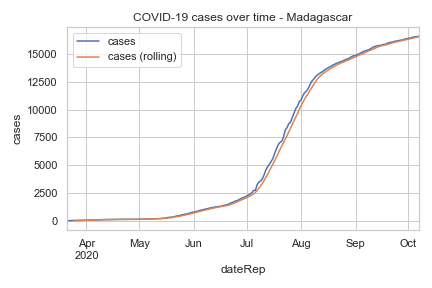 COVID-19 cases over time - Madagascar
cases
cases (rolling)
cases
15000
12500
10000
7500
5000
2500
0
Apr May Jun Jul Aug Sep Oct
2020
dateRep